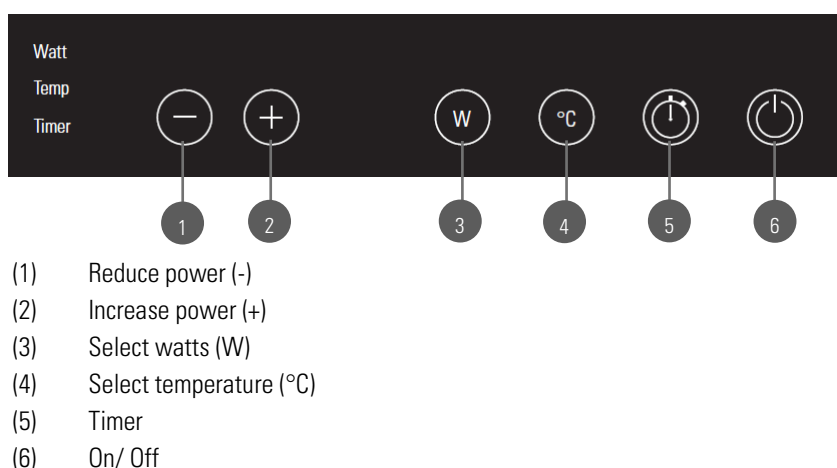 Watt
Temp
Timer
W
°C
1
2
3
4
5
6
(1) Reduce power (-)
(2) Increase power (+)
(3) Select watts (W)
(4) Select temperature (°C)
(5) Timer
(6) On/ Off